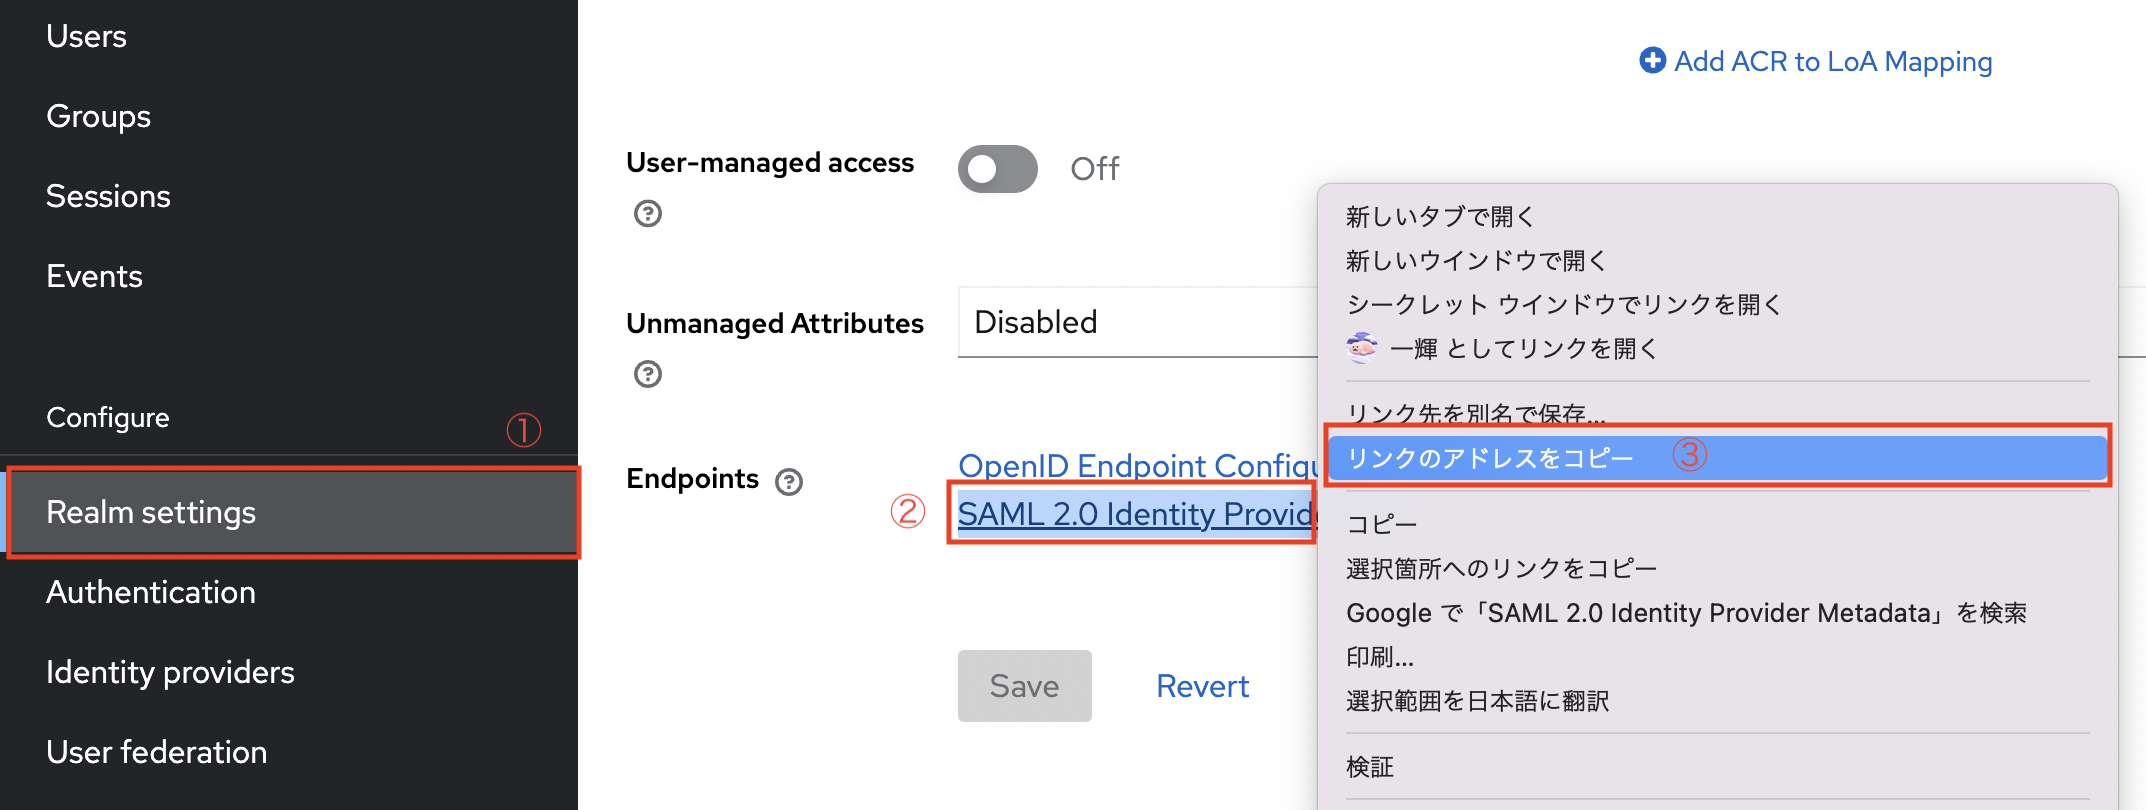 Users
Groups
Sessions
Events
Configure
①
Realm settings
Authentication
Identity providers
User federation
Add ACR to LoA Mapping
User-managed access
Off
Unmanaged Attributes
Disabled
Endpoints
OpenID Endpoint Configu
②
SAML 2.0 Identity Provide
Save
Revert
新しいタブで開く
新しいウインドウで開く
シークレット ウインドウでリンクを開く
一輝 としてリンクを開く
リンク先を別名で保存...
リンクのアドレスをコピー ③
コピー
選択箇所へのリンクをコピー
Google で「SAML 2.0 Identity Provider Metadata」を検索
印刷...
選択範囲を日本語に翻訳
検証